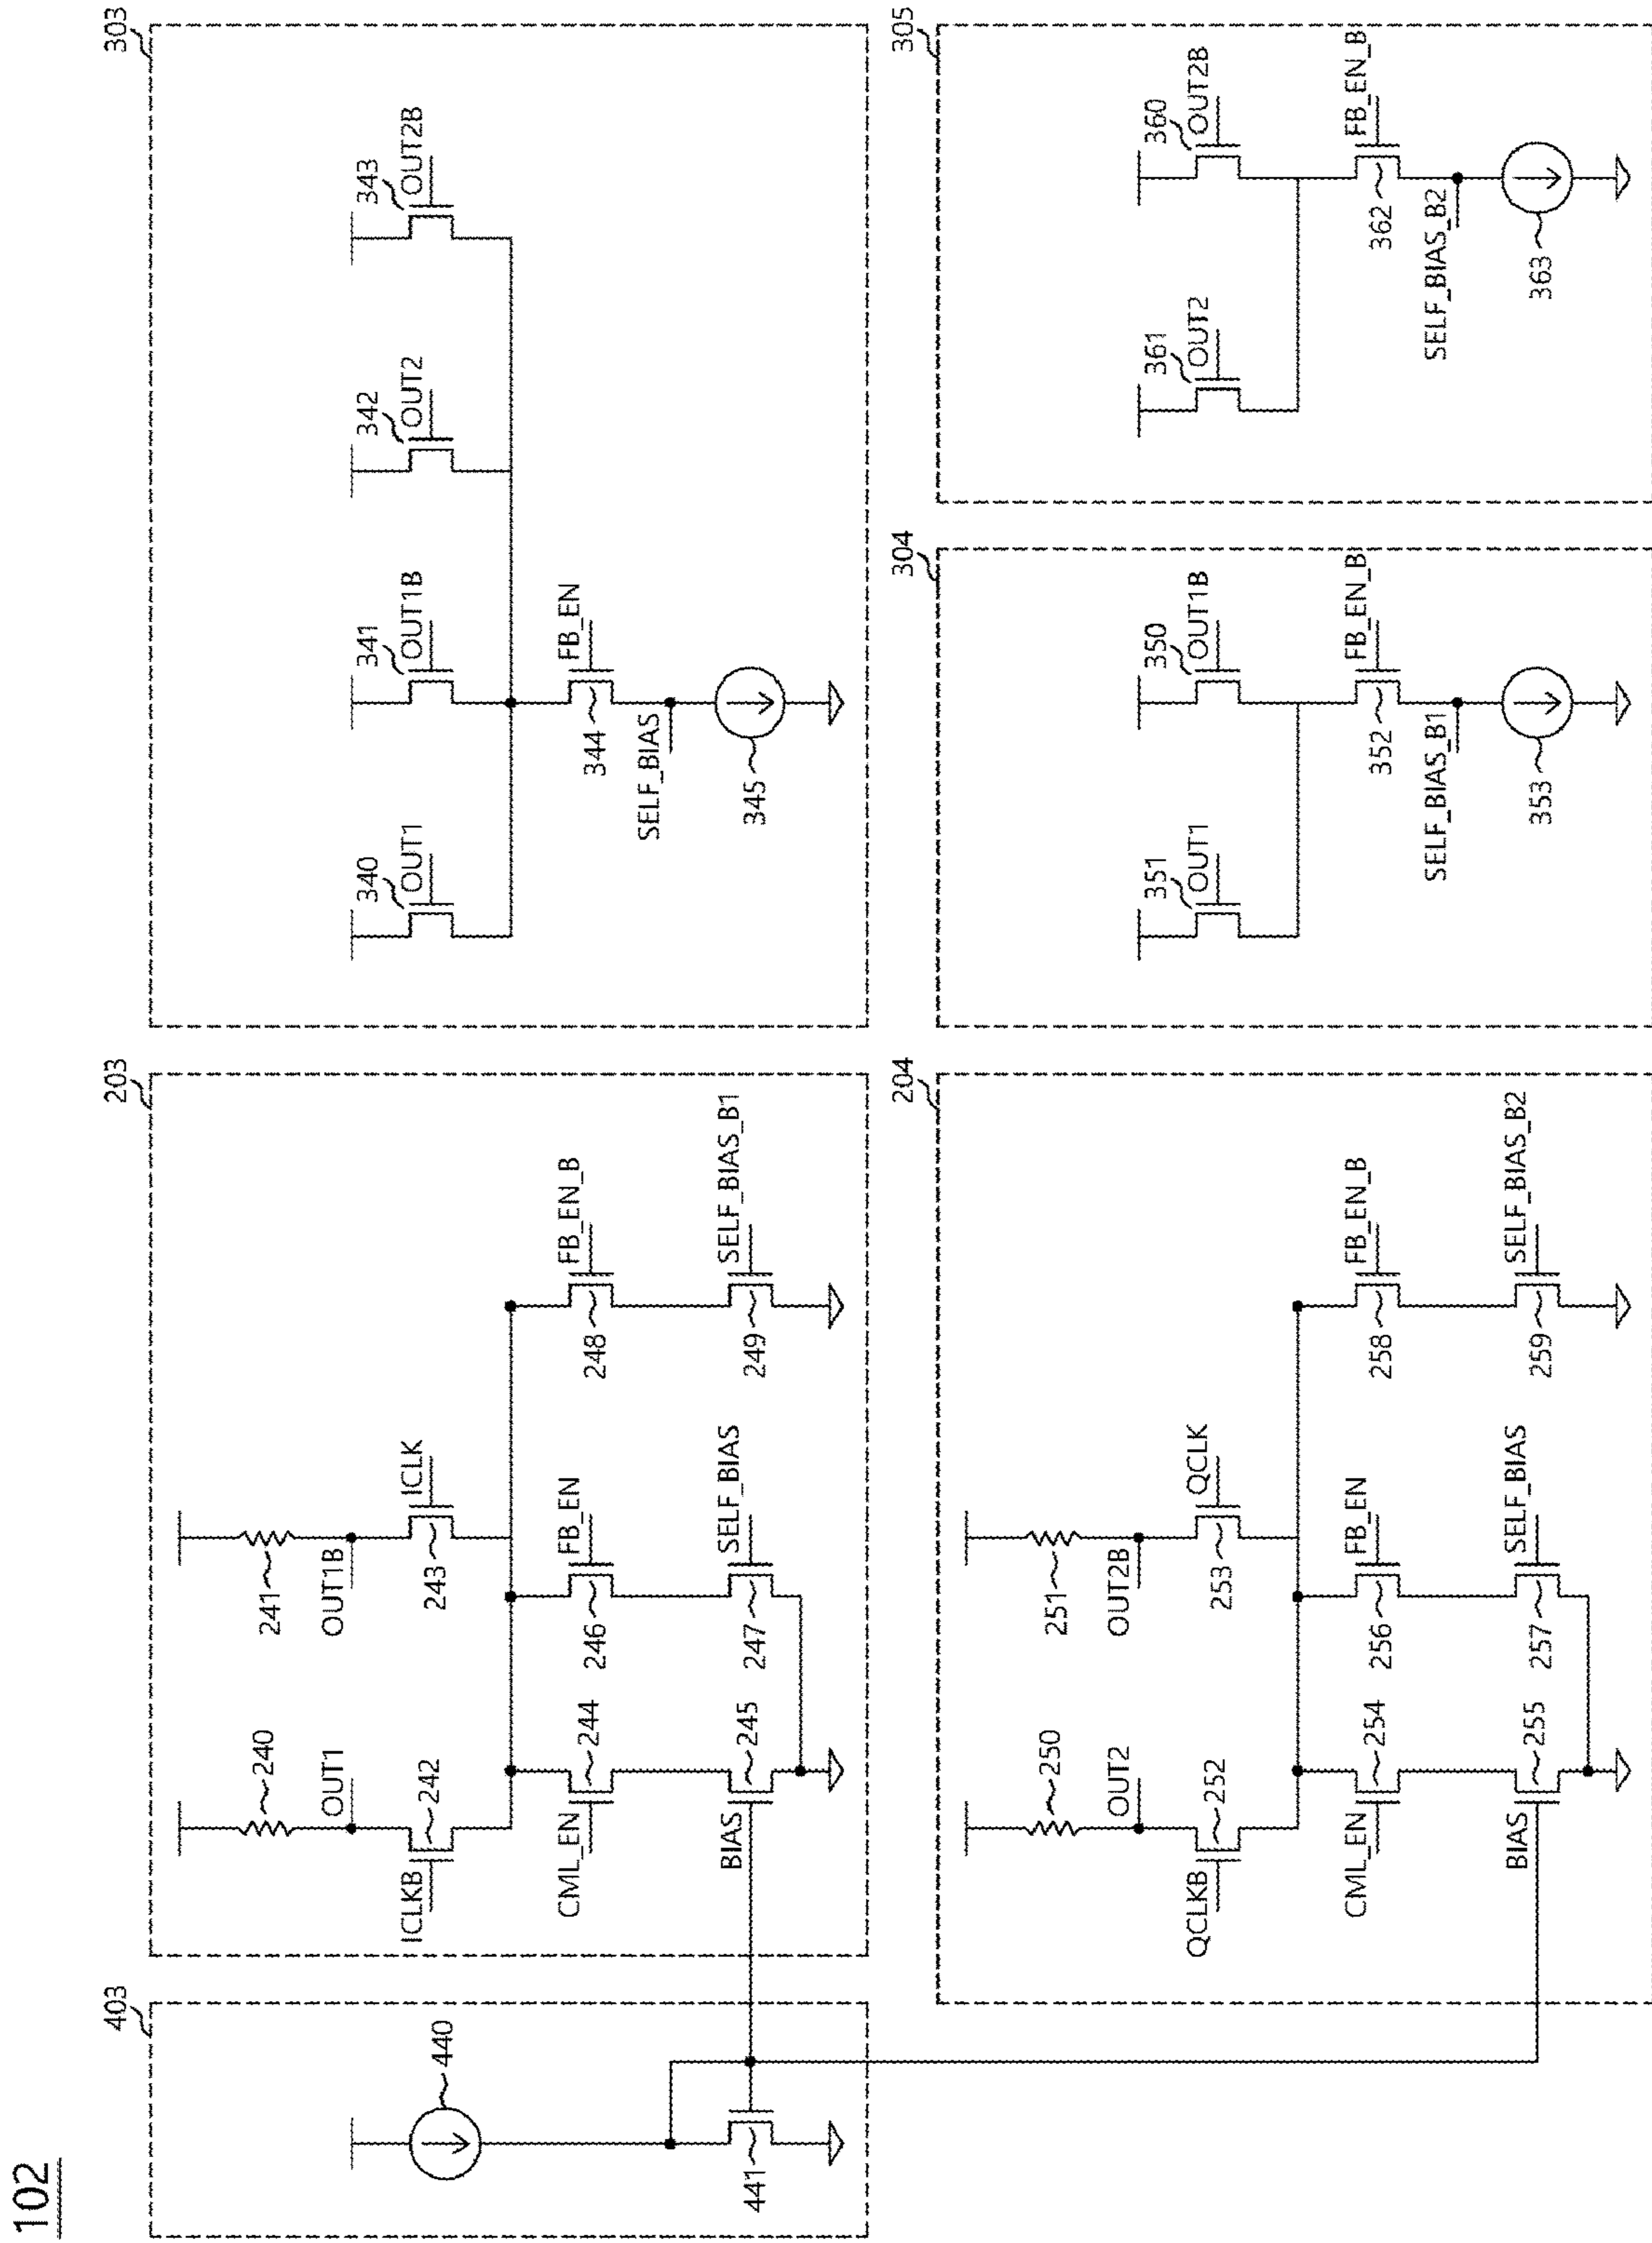 102
403
440
441
203
240
241
OUT1
OUT1B
ICLKB
242
243
ICLK
CML_EN
244
246
FB_EN
248
FB_EN_B
BIAS
245
247
SELF_BIAS
249
SELF_BIAS_B1
303
340
OUT1
341
OUT1B
342
OUT2
343
OUT2B
344
FB_EN
SELF_BIAS
345
204
250
251
OUT2
OUT2B
QCLKB
252
253
QCLK
CML_EN
254
256
FB_EN
258
FB_EN_B
BIAS
255
257
SELF_BIAS
259
SELF_BIAS_B2
304
351
OUT1
350
OUT1B
352
FB_EN_B
SELF_BIAS_B1
353
305
361
OUT2
360
OUT2B
362
FB_EN_B
SELF_BIAS_B2
363